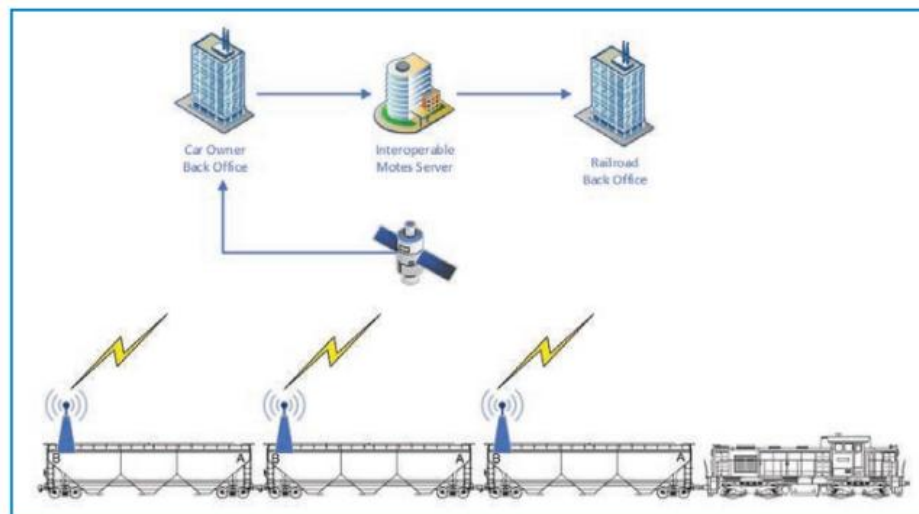 Car Owner
Back Office
Interoperable
Motes Server
Railroad
Back Office
B A B A B A